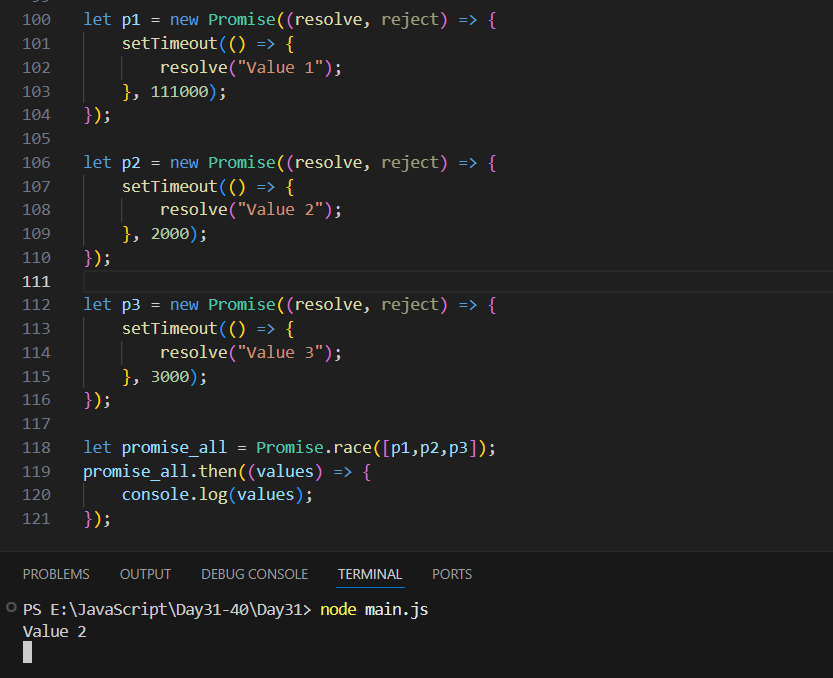 100 let p1 = new Promise((resolve, reject) => {
101     setTimeout(() => {
102         resolve("Value 1");
103     }, 111000);
104 });
105
106 let p2 = new Promise((resolve, reject) => {
107     setTimeout(() => {
108         resolve("Value 2");
109     }, 2000);
110 });
111
112 let p3 = new Promise((resolve, reject) => {
113     setTimeout(() => {
114         resolve("Value 3");
115     }, 3000);
116 });
117
118 let promise_all = Promise.race([p1,p2,p3]);
119 promise_all.then((values) => {
120     console.log(values);
121 });
PROBLEMS OUTPUT DEBUG CONSOLE TERMINAL PORTS
PS E:\JavaScript\Day31-40\Day31> node main.js
Value 2